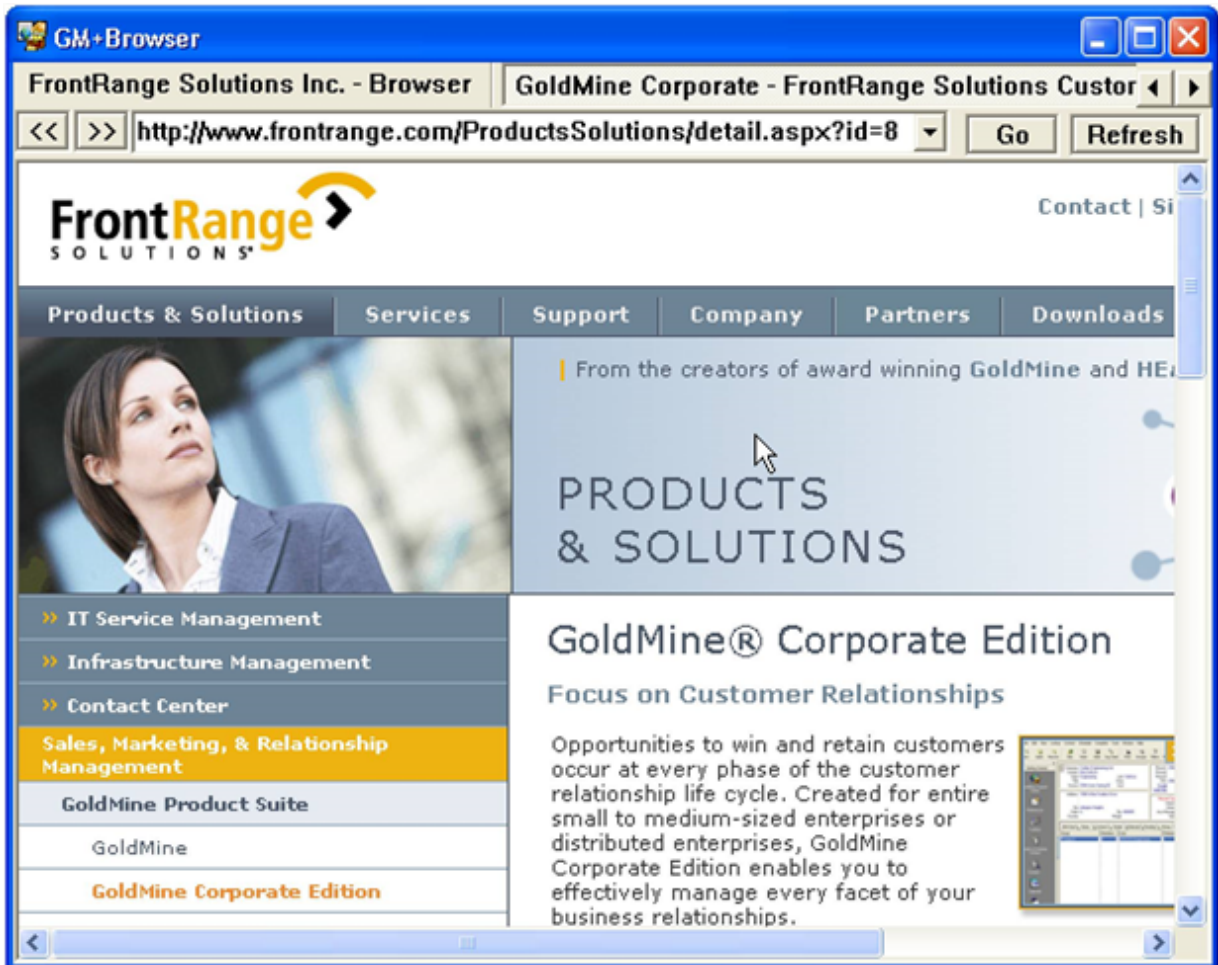 GM+Browser
FrontRange Solutions Inc. - Browser
GoldMine Corporate - FrontRange Solutions Custor
<< >> http://www.frontrange.com/ProductsSolutions/detail.aspx?id=8 Go Refresh
FrontRange
SOLUTIONS
Contact | Si
Products & Solutions Services Support Company Partners Downloads
From the creators of award winning GoldMine and HEA
PRODUCTS
& SOLUTIONS
>> IT Service Management
>> Infrastructure Management
>> Contact Center
Sales, Marketing, & Relationship
Management
GoldMine Product Suite
GoldMine
GoldMine Corporate Edition
GoldMine® Corporate Edition
Focus on Customer Relationships
Opportunities to win and retain customers
occur at every phase of the customer
relationship life cycle. Created for entire
small to medium-sized enterprises or
distributed enterprises, GoldMine
Corporate Edition enables you to
effectively manage every facet of your
business relationships.